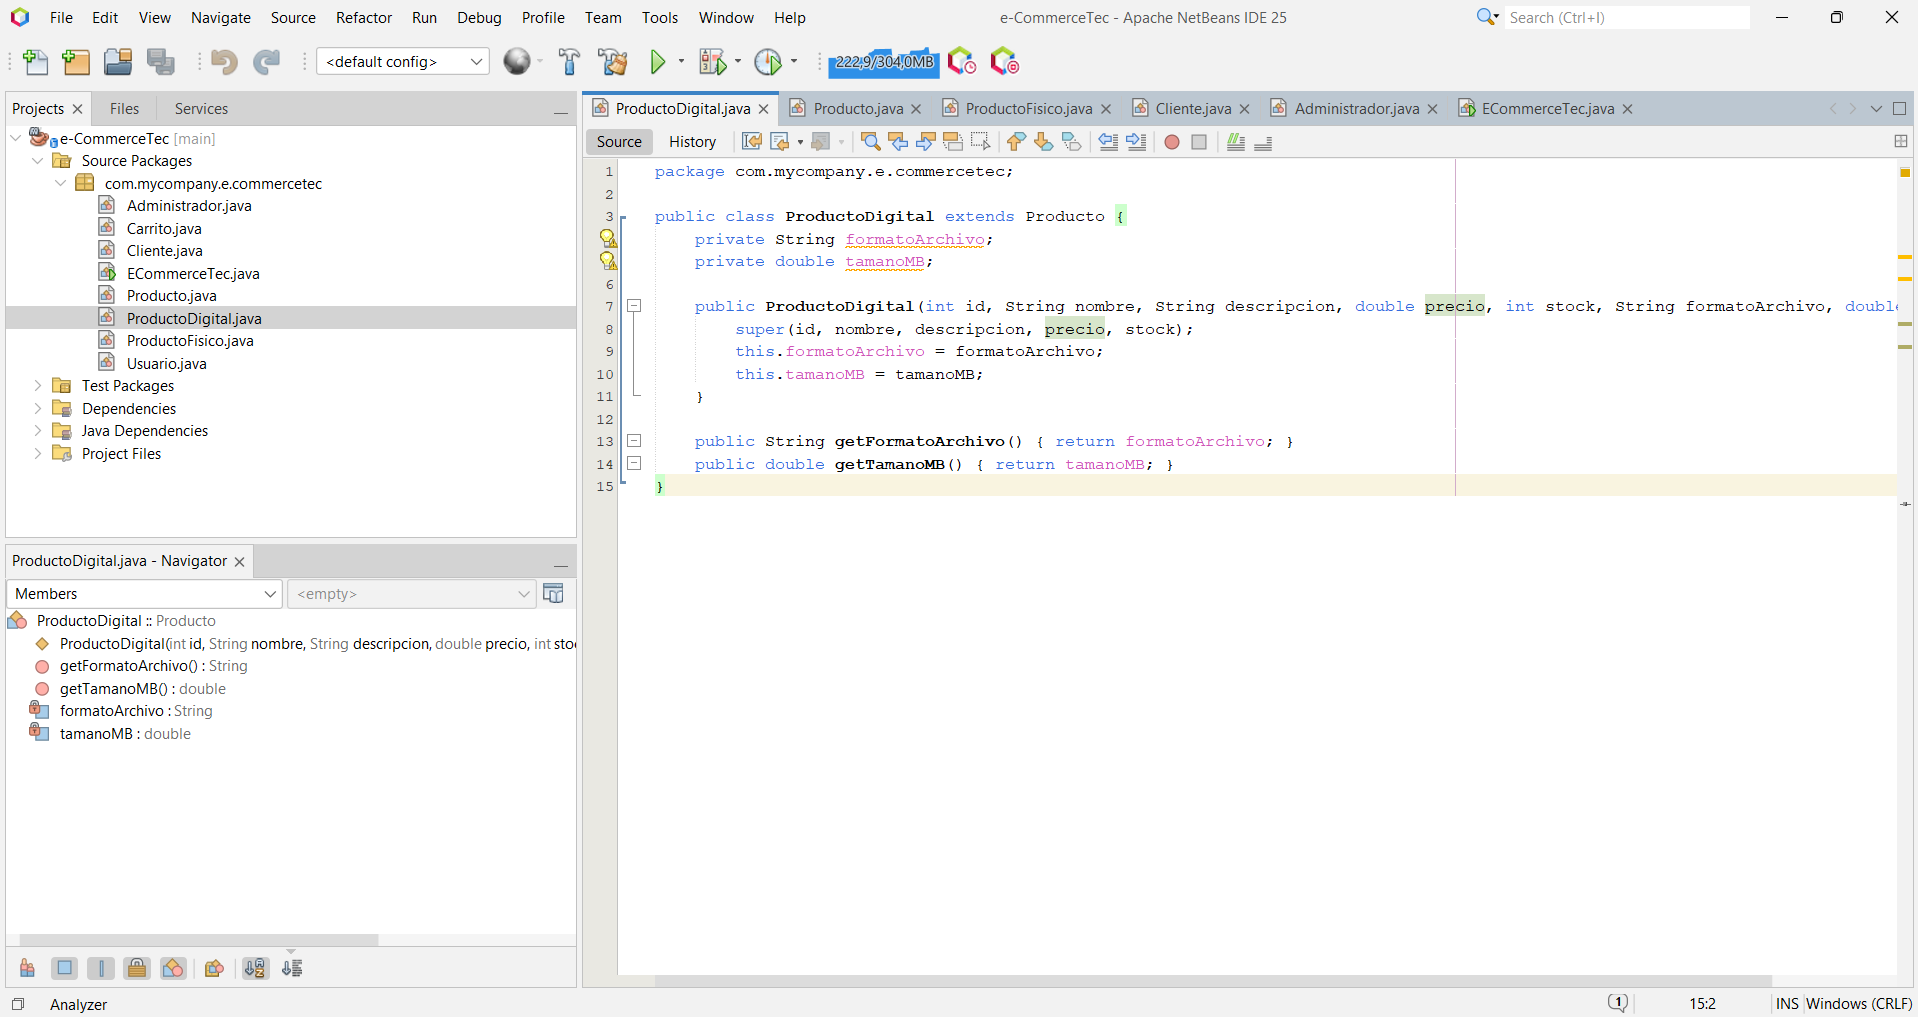 File Edit View Navigate Source Refactor Run Debug Profile Team Tools Window Help
e-CommerceTec - Apache NetBeans IDE 25
Search (Ctrl+I)
<default config>
222,9/304,0MB
Projects
Files
Services
e-CommerceTec [main]
Source Packages
com.mycompany.e.commercetec
Administrador.java
Carrito.java
Cliente.java
ECommerceTec.java
Producto.java
ProductoDigital.java
ProductoFisico.java
Usuario.java
Test Packages
Dependencies
Java Dependencies
Project Files
ProductoDigital.java - Navigator
Members
<empty>
ProductoDigital :: Producto
ProductoDigital(int id, String nombre, String descripcion, double precio, int sto
getFormatoArchivo() : String
getTamanoMB() : double
formatoArchivo : String
tamanoMB : double
ProductoDigital.java
Producto.java
ProductoFisico.java
Cliente.java
Administrador.java
ECommerceTec.java
Source
History
1 package com.mycompany.e.commercetec;
2
3 public class ProductoDigital extends Producto {
private String formatoArchivo;
private double tamanoMB;
6
7 public ProductoDigital(int id, String nombre, String descripcion, double precio, int stock, String formatoArchivo, double
8 super(id, nombre, descripcion, precio, stock);
9 this.formatoArchivo = formatoArchivo;
10 this.tamanoMB = tamanoMB;
11 }
12
13 public String getFormatoArchivo() { return formatoArchivo; }
14 public double getTamanoMB() { return tamanoMB; }
15 }
Analyzer
1
15:2
INS
Windows (CRLF)